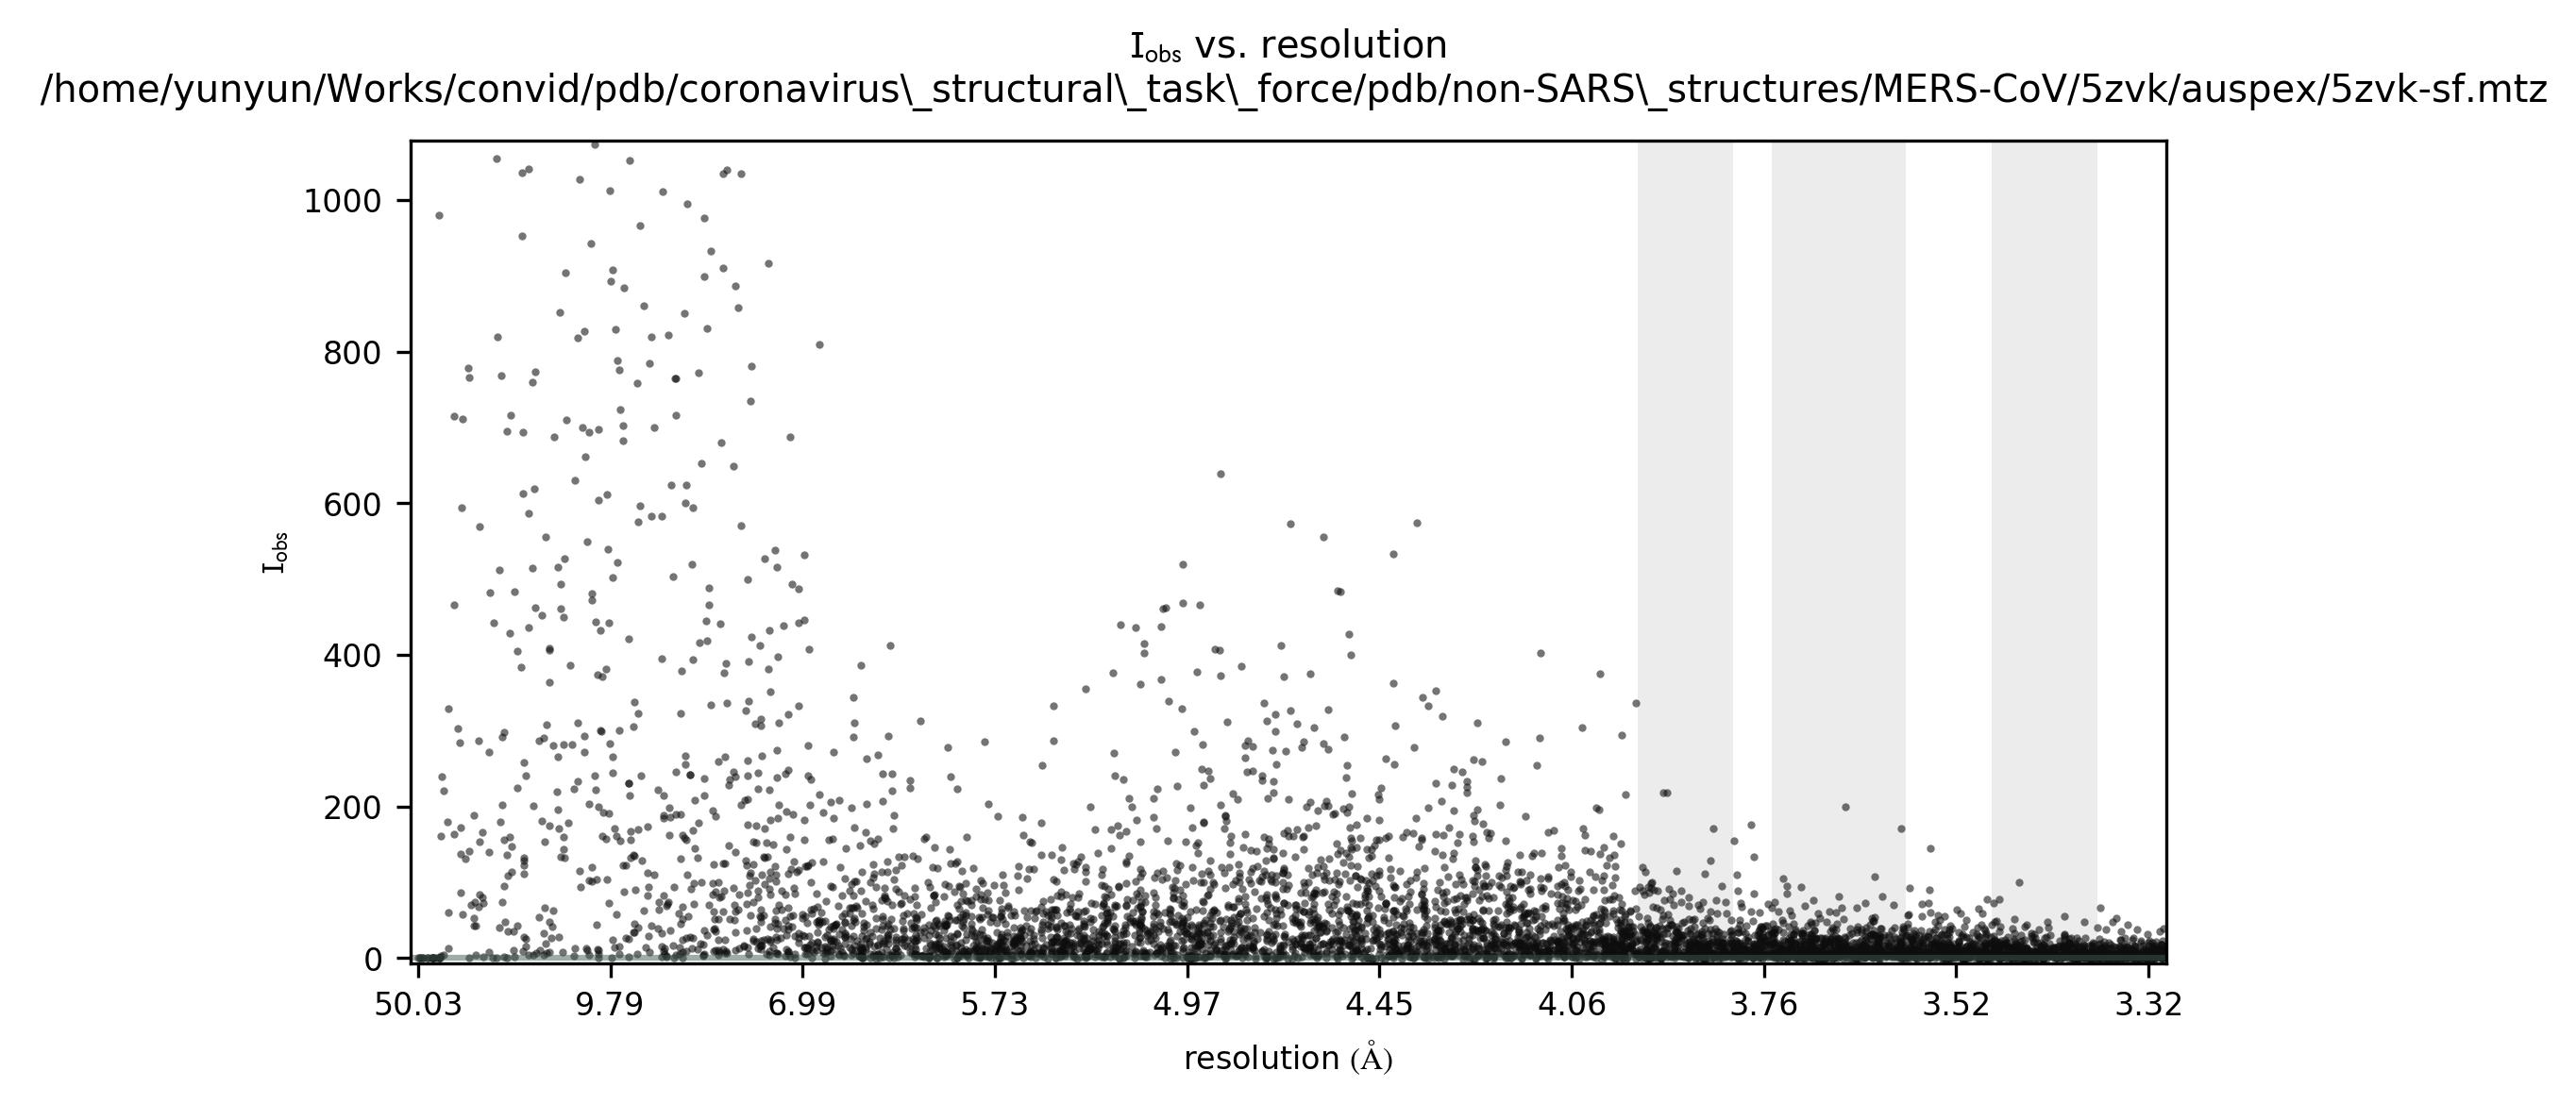 Iobs vs. resolution
/home/yunyun/Works/convid/pdb/coronavirus\_structural\_task\_force/pdb/non-SARS\_structures/MERS-CoV/5zvk/auspex/5zvk-sf.mtz
1000
800
600
400
200
0
Iobs
50.03 9.79 6.99 5.73 4.97 4.45 4.06 3.76 3.52 3.32
resolution (Å)